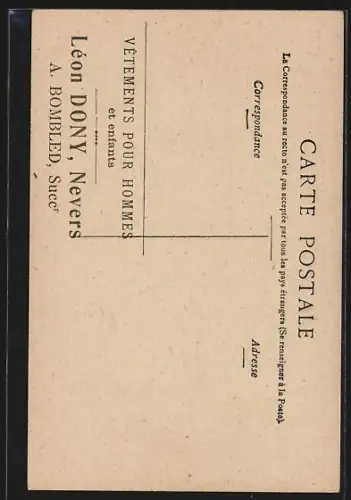 CARTE POSTALE
La Correspondance au recto n'est pas acceptée par tous les pays étrangers (Se renseigner à la Poste).
Correspondance
Adresse
VÊTEMENTS POUR HOMMES
et enfants
Léon DONY, Nevers
A. BOMBLED, Succr